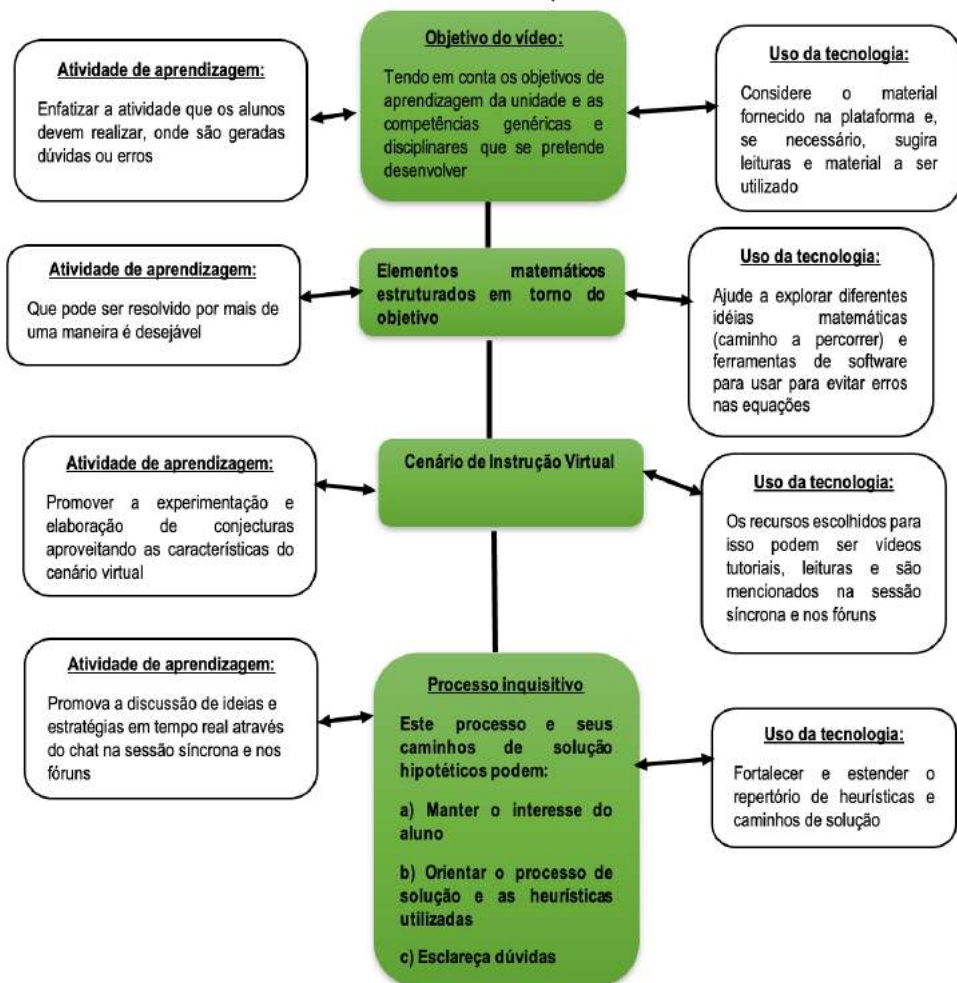 Objetivo do vídeo:
Tendo em conta os objetivos de
aprendizagem da unidade e as
competências genéricas e
disciplinares que se pretende
desenvolver
Atividade de aprendizagem:
Enfatizar a atividade que os alunos
devem realizar, onde são geradas
dúvidas ou erros
Uso da tecnologia:
Considere o material
fornecido na plataforma e,
se necessário, sugira
leituras e material a ser
utilizado
Atividade de aprendizagem:
Que pode ser resolvido por mais de
uma maneira é desejável
Elementos matemáticos
estruturados em torno do
objetivo
Uso da tecnologia:
Ajude a explorar diferentes
idéias matemáticas
(caminho a percorrer) e
ferramentas de software
para usar para evitar erros
nas equações
Atividade de aprendizagem:
Promover a experimentação e
elaboração de conjecturas
aproveitando as características do
cenário virtual
Cenário de Instrução Virtual
Uso da tecnologia:
Os recursos escolhidos para
isso podem ser vídeos
tutoriais, leituras e são
mencionados na sessão
síncrona e nos fóruns
Atividade de aprendizagem:
Promova a discussão de ideias e
estratégias em tempo real através
do chat na sessão síncrona e nos
fóruns
Processo inquisitivo
Este processo e seus
caminhos de solução
hipotéticos podem:
a) Manter o interesse do
aluno
b) Orientar o processo de
solução e as heurísticas
utilizadas
c) Esclareça dúvidas
Uso da tecnologia:
Fortalecer e estender o
repertório de heurísticas e
caminhos de solução